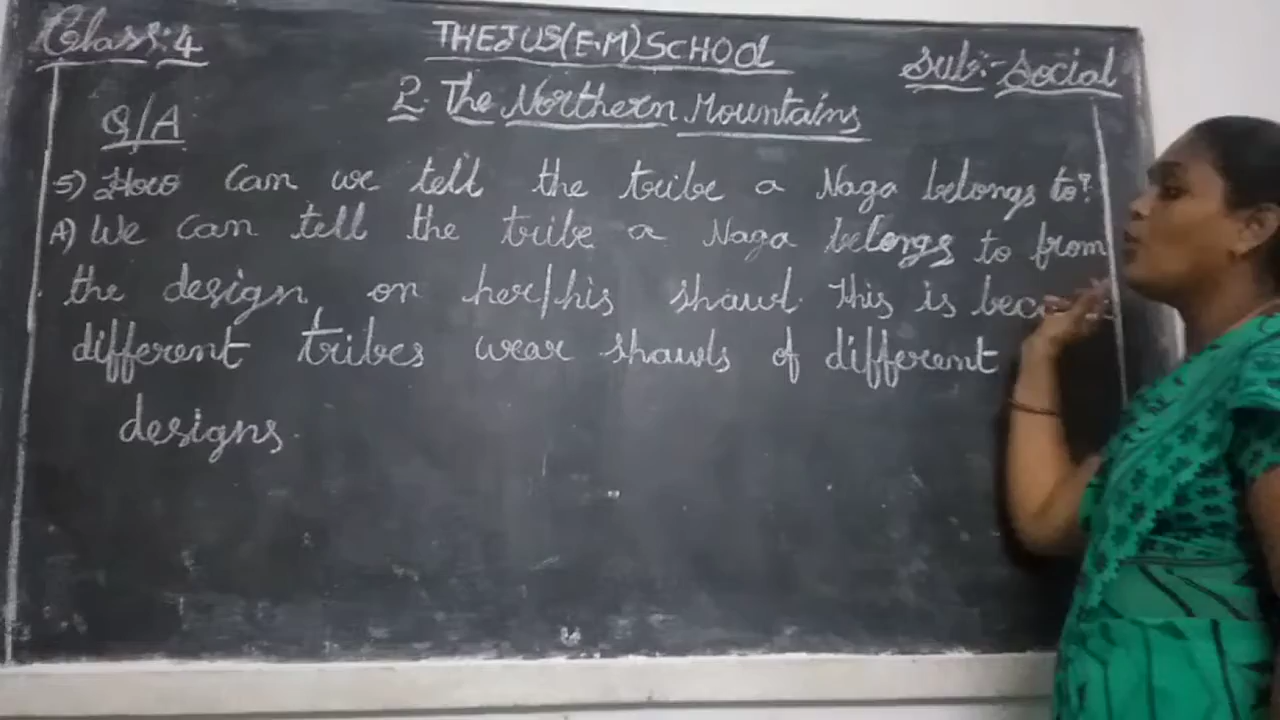 Class: 4
THEJUS(E.M)SCHOOL
Sub:- Social
2. The Northern Mountains
Q/A
5) How can we tell the tribe a Naga belongs to?
A) We can tell the tribe a Naga belongs to from
the design on her/his shawl. This is because
different tribes wear shawls of different
designs.